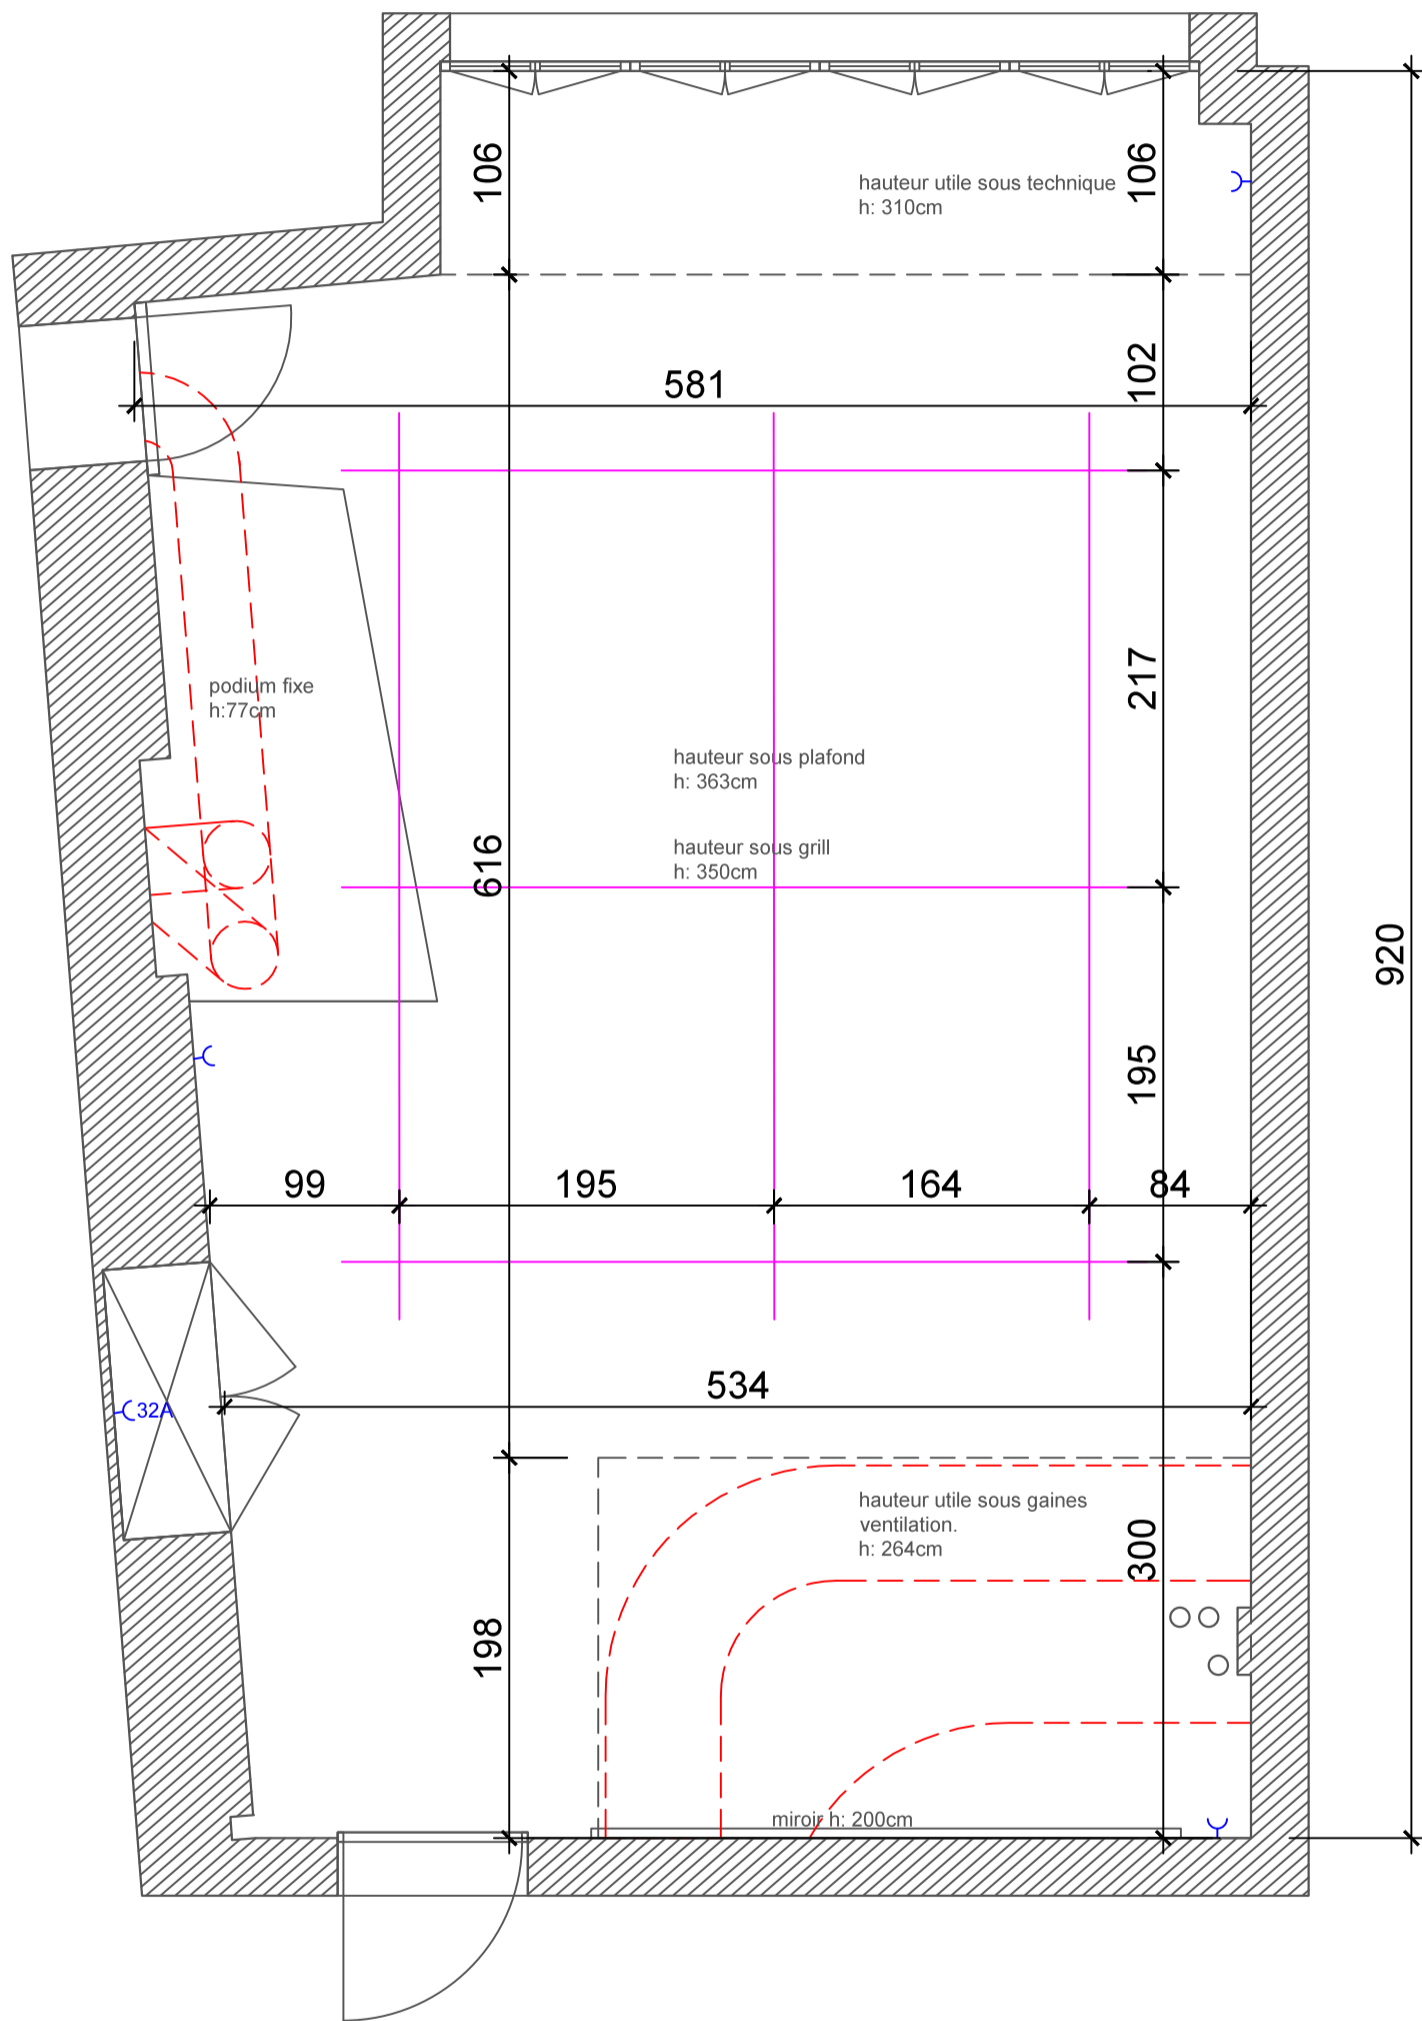 106
106
hauteur utile sous technique
h: 310cm
102
581
217
podium fixe
h:77cm
hauteur sous plafond
h: 363cm
hauteur sous grill
h: 350cm
616
920
195
99
195
164
84
534
32A
hauteur utile sous gaines
ventilation.
h: 264cm
300
198
miroir h: 200cm